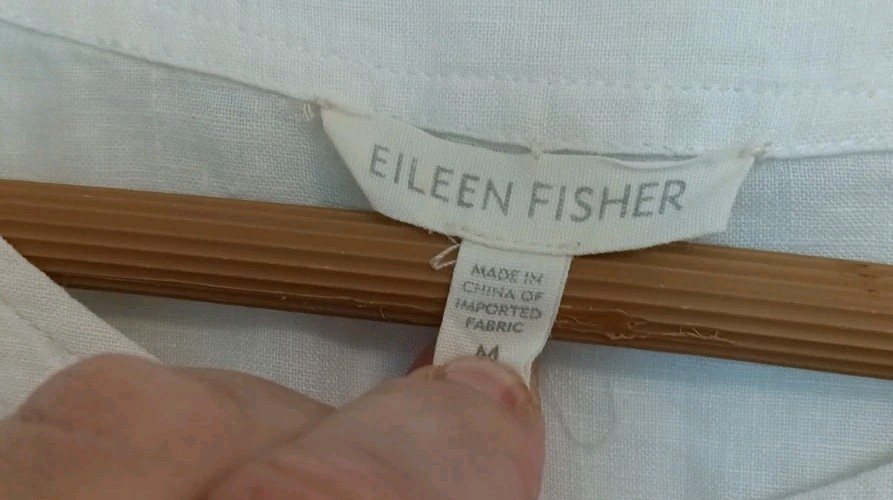 EILEEN FISHER
MADE IN
CHINA OF
IMPORTED
FABRIC
M